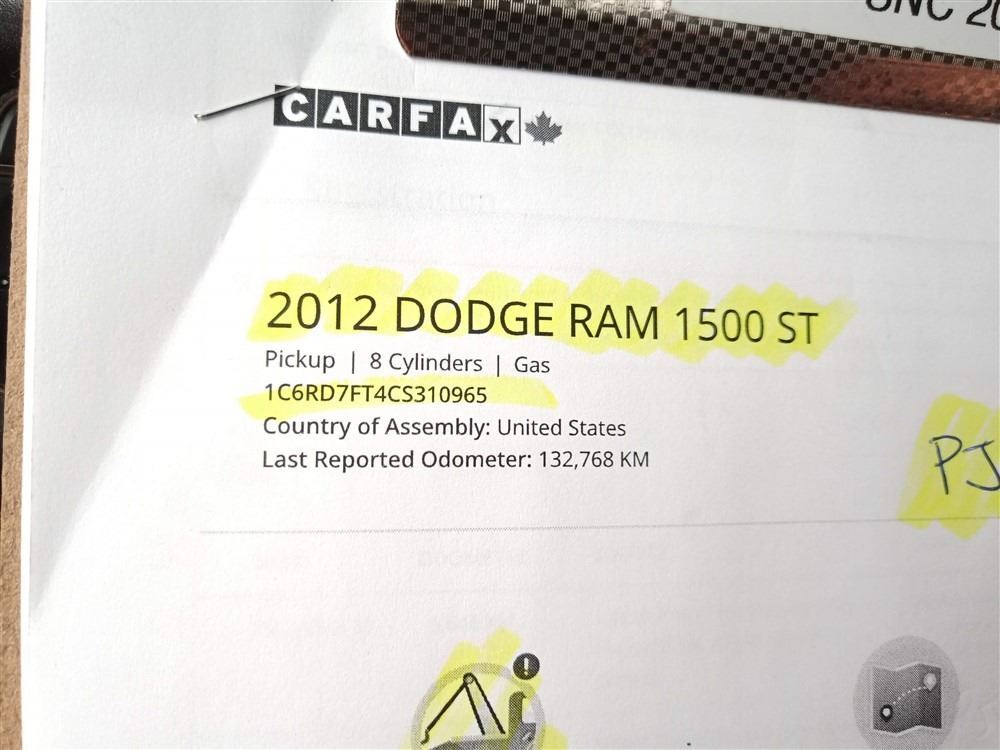 CARFAX
2012 DODGE RAM 1500 ST
Pickup | 8 Cylinders | Gas
1C6RD7FT4CS310965
Country of Assembly: United States
Last Reported Odometer: 132,768 KM
PJ